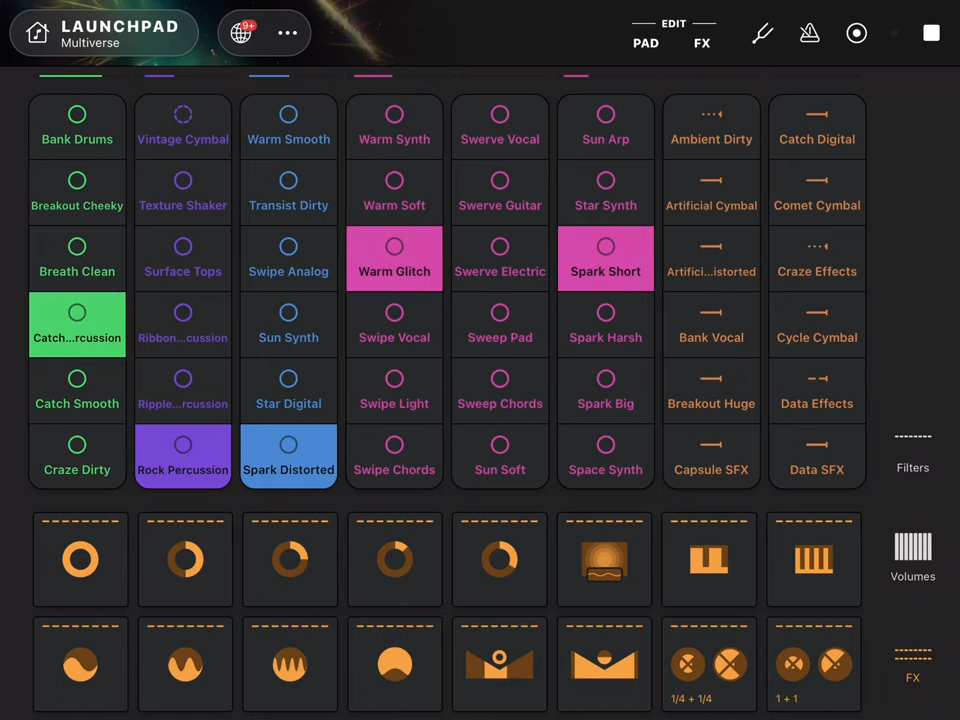 LAUNCHPAD
Multiverse
9+
EDIT
PAD FX
Bank Drums Vintage Cymbal Warm Smooth Warm Synth Swerve Vocal Sun Arp Ambient Dirty Catch Digital
Breakout Cheeky Texture Shaker Transist Dirty Warm Soft Swerve Guitar Star Synth Artificial Cymbal Comet Cymbal
Breath Clean Surface Tops Swipe Analog Warm Glitch Swerve Electric Spark Short Artifici...istorted Craze Effects
Catch...rcussion Ribbon...cussion Sun Synth Swipe Vocal Sweep Pad Spark Harsh Bank Vocal Cycle Cymbal
Catch Smooth Ripple...rcussion Star Digital Swipe Light Sweep Chords Spark Big Breakout Huge Data Effects
Craze Dirty Rock Percussion Spark Distorted Swipe Chords Sun Soft Space Synth Capsule SFX Data SFX
Filters
Volumes
FX
1/4 + 1/4 1 + 1